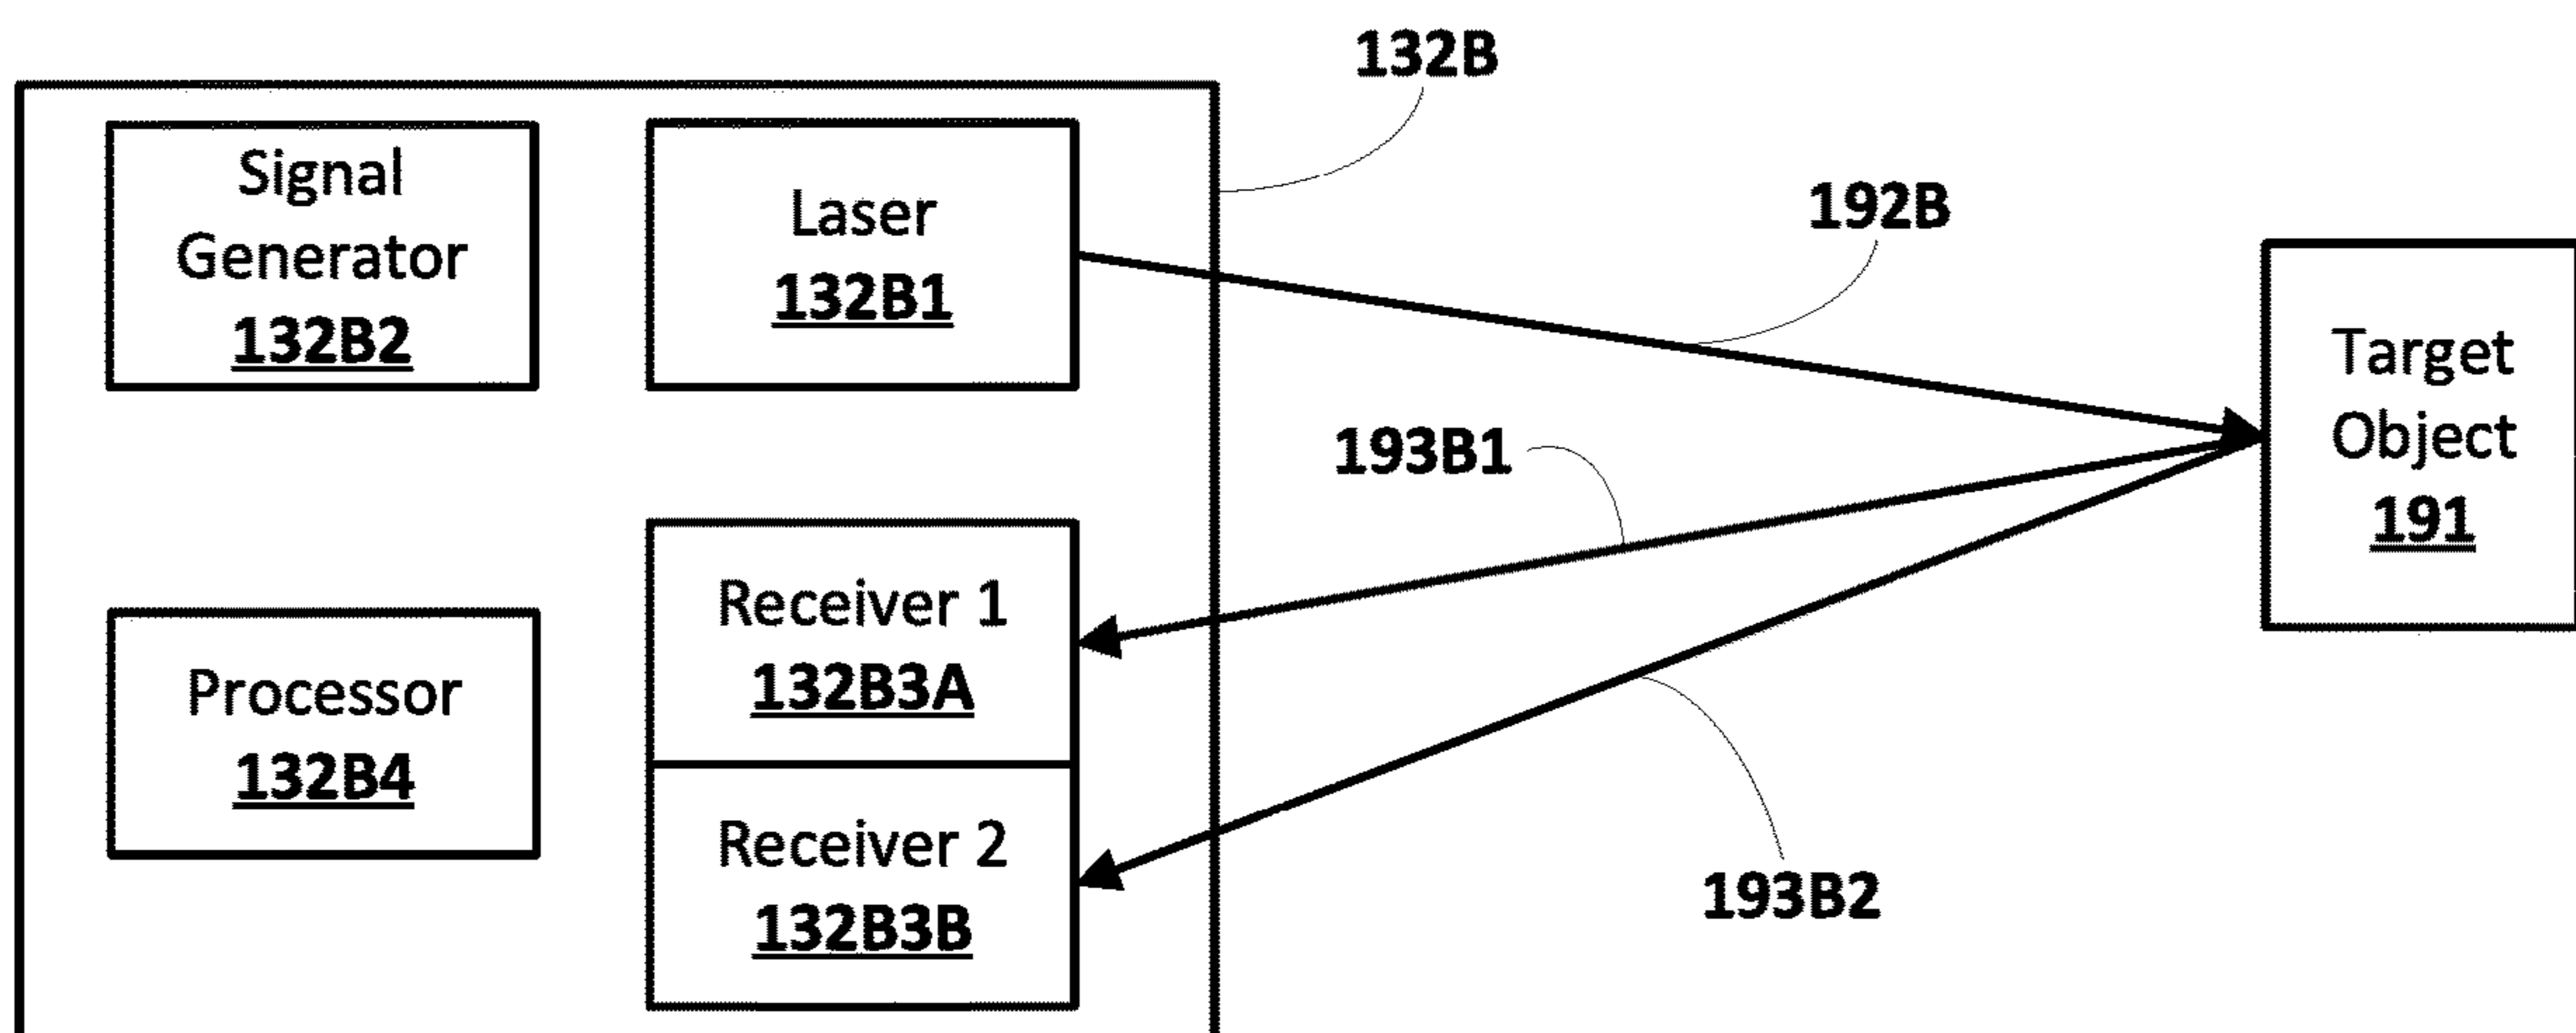 132B
Signal
Generator
132B2
Laser
132B1
192B
Target
Object
191
193B1
Receiver 1
132B3A
Processor
132B4
Receiver 2
132B3B
193B2